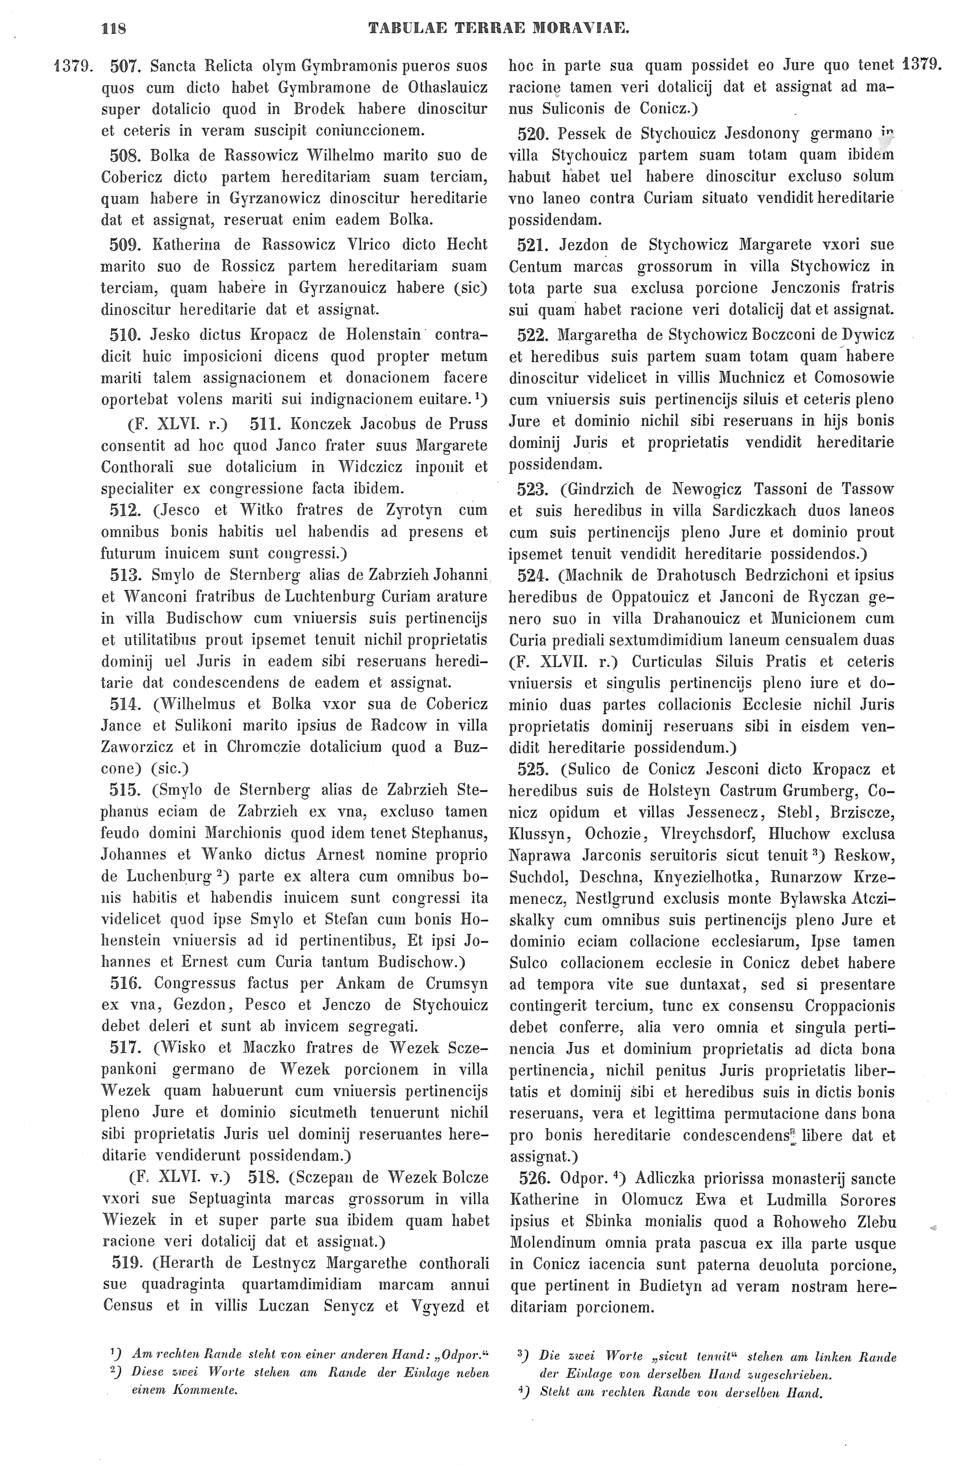 118
TABULAE TERRAE MORAVIAE.
1379. 507. Sancta Relicta olym Gymbramonis pueros suos
quos cum dicto habet Gymbramone de Othaslauicz
super dotalicio quod in Brodek habere dinoscitur
et ceteris in veram suscipit coniunccionem.
508. Bolka de Rassowicz Wilhelmo marito suo de
Cobericz dicto partem hereditariam suam terciam,
quam habere in Gyrzanowicz dinoscitur hereditarie
dat et assignat, reseruat enim eadem Bolka.
509. Katherina de Rassowicz Vlrico dicto Hecht
marito suo de Rossicz partem hereditariam suam
terciam, quam habere in Gyrzanouicz habere (sic)
dinoscitur hereditarie dat et assignat.
510. Jesko dictus Kropacz de Holenstain contra-
dicit huic imposicioni dicens quod propter metum
mariti talem assignacionem et donacionem facere
oportebat volens mariti sui indignacionem euitare. ¹)
(F. XLVI. r.) 511. Konczek Jacobus de Pruss
consentit ad hoc quod Janco frater suus Margarete
Conthorali sue dotalicium in Widczicz inponit et
specialiter ex congressione facta ibidem.
512. (Jesco et Witko fratres de Zyrotyn cum
omnibus bonis habitis uel habendis ad presens et
futurum inuicem sunt congressi.)
513. Smylo de Sternberg alias de Zabrzieh Johanni
et Wanconi fratribus de Luchtenburg Curiam arature
in villa Budischow cum vniuersis suis pertinencijs
et utilitatibus prout ipsemet tenuit nichil proprietatis
dominij uel Juris in eadem sibi reseruans heredi-
tarie dat condescendens de eadem et assignat.
514. (Wilhelmus et Bolka vxor sua de Cobericz
Jance et Sulikoni marito ipsius de Radcow in villa
Zaworzicz et in Chromczie dotalicium quod a Buz-
cone) (sic.)
515. (Smylo de Sternberg alias de Zabrzieh Ste-
phanus eciam de Zabrzieh ex vna, excluso tamen
feudo domini Marchionis quod idem tenet Stephanus,
Johannes et Wanko dictus Arnest nomine proprio
de Luchenburg ²) parte ex altera cum omnibus bo-
nis habitis et habendis inuicem sunt congressi ita
videlicet quod ipse Smylo et Stefan cum bonis Ho-
henstein vniuersis ad id pertinentibus, Et ipsi Jo-
hannes et Ernest cum Curia tantum Budischow.)
516. Congressus factus per Ankam de Crumsyn
ex vna, Gezdon, Pesco et Jenczo de Stychouicz
debet deleri et sunt ab invicem segregati.
517. (Wisko et Maczko fratres de Wezek Scze-
pankoni germano de Wezek porcionem in villa
Wezek quam habuerunt cum vniuersis pertinencijs
pleno Jure et dominio sicutmeth tenuerunt nichil
sibi proprietatis Juris uel dominij reseruantes here-
ditarie vendiderunt possidendam.)
(F. XLVI. v.) 518. (Sczepan de Wezek Bolcze
vxori sue Septuaginta marcas grossorum in villa
Wiezek in et super parte sua ibidem quam habet
racione veri dotalicij dat et assignat.)
519. (Herarth de Lestnycz Margarethe conthorali
sue quadraginta quartamdimidiam marcam annui
Census et in villis Luczan Senycz et Vgyezd et
¹) Am rechten Rande steht von einer anderen Hand: „Odpor.“
²) Diese zwei Worte stehen am Rande der Einlage neben
einem Kommente.
hoc in parte sua quam possidet eo Jure quo tenet 1379.
racione tamen veri dotalicij dat et assignat ad ma-
nus Suliconis de Conicz.)
520. Pessek de Stychouicz Jesdonony germano in
villa Stychouicz partem suam totam quam ibidem
habuit habet uel habere dinoscitur excluso solum
vno laneo contra Curiam situato vendidit hereditarie
possidendam.
521. Jezdon de Stychowicz Margarete vxori sue
Centum marcas grossorum in villa Stychowicz in
tota parte sua exclusa porcione Jenczonis fratris
sui quam habet racione veri dotalicij dat et assignat.
522. Margaretha de Stychowicz Boczconi de Dywicz
et heredibus suis partem suam totam quam habere
dinoscitur videlicet in villis Muchnicz et Comosowie
cum vniuersis suis pertinencijs siluis et ceteris pleno
Jure et dominio nichil sibi reseruans in hijs bonis
dominij Juris et proprietatis vendidit hereditarie
possidendam.
523. (Gindrzich de Newogicz Tassoni de Tassow
et suis heredibus in villa Sardiczkach duos laneos
cum suis pertinencijs pleno Jure et dominio prout
ipsemet tenuit vendidit hereditarie possidendos.)
524. (Machnik de Drahotusch Bedrzichoni et ipsius
heredibus de Oppatouicz et Janconi de Ryczan ge-
nero suo in villa Drahanouicz et Municionem cum
Curia prediali sextumdimidium laneum censualem duas
(F. XLVII. r.) Curticulas Siluis Pratis et ceteris
vniuersis et singulis pertinencijs pleno iure et do-
minio duas partes collacionis Ecclesie nichil Juris
proprietatis dominij reseruans sibi in eisdem ven-
didit hereditarie possidendum.)
525. (Sulico de Conicz Jesconi dicto Kropacz et
heredibus suis de Holsteyn Castrum Grumberg, Co-
nicz opidum et villas Jessenecz, Stebl, Brziscze,
Klussyn, Ochozie, Vlreychsdorf, Hluchow exclusa
Naprawa Jarconis seruitoris sicut tenuit ³) Reskow,
Suchdol, Deschna, Knyezielhotka, Runarzow Krze-
menecz, Nestlgrund exclusis monte Bylawska Atczi-
skalky cum omnibus suis pertinencijs pleno Jure et
dominio eciam collacione ecclesiarum, Ipse tamen
Sulco collacionem ecclesie in Conicz debet habere
ad tempora vite sue duntaxat, sed si presentare
contingerit tercium, tunc ex consensu Croppacionis
debet conferre, alia vero omnia et singula perti-
nencia Jus et dominium proprietatis ad dicta bona
pertinencia, nichil penitus Juris proprietatis liber-
tatis et dominij sibi et heredibus suis in dictis bonis
reseruans, vera et legittima permutacione dans bona
pro bonis hereditarie condescendens libere dat et
assignat.)
526. Odpor. ⁴) Adliczka priorissa monasterij sancte
Katherine in Olomucz Ewa et Ludmilla Sorores
ipsius et Sbinka monialis quod a Rohoweho Zlebu
Molendinum omnia prata pascua ex illa parte usque
in Conicz iacencia sunt paterna deuoluta porcione,
que pertinent in Budietyn ad veram nostram here-
ditariam porcionem.
³) Die zwei Worte „sicut tenuit“ stehen am linken Rande
der Einlage von derselben Hand zugeschrieben.
⁴) Steht am rechten Rande von derselben Hand.